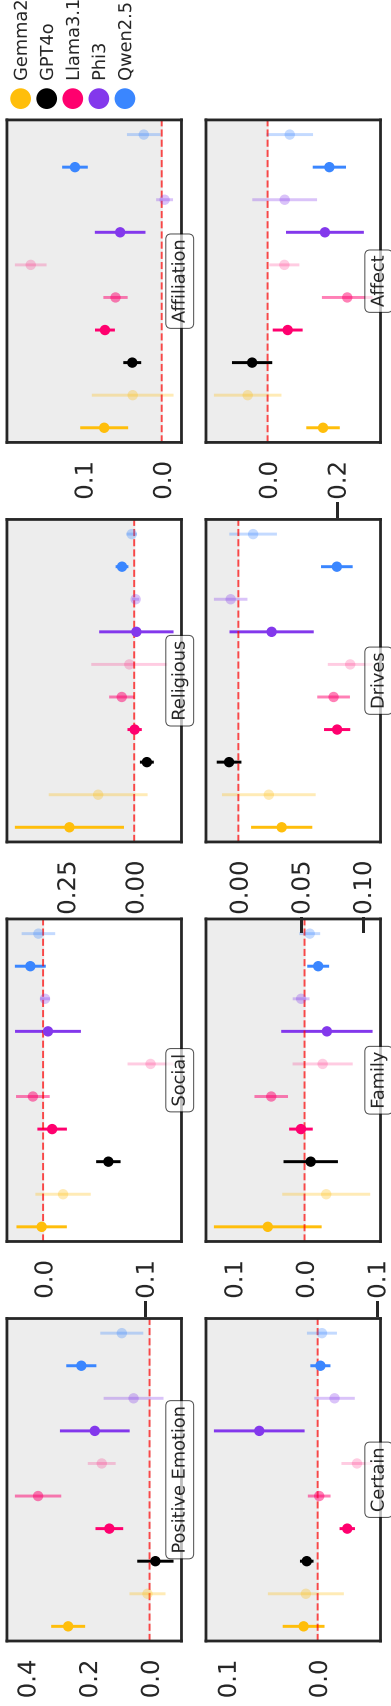 0.4
0.2
0.0
Positive Emotion
0.0
−0.1
Social
0.25
0.00
Religious
0.1
0.0
Affiliation
Gemma2
GPT4o
Llama3.1
Phi3
Qwen2.5
0.1
0.0
Certain
0.1
0.0
−0.1
Family
0.00
−0.05
−0.10
Drives
0.0
−0.2
Affect